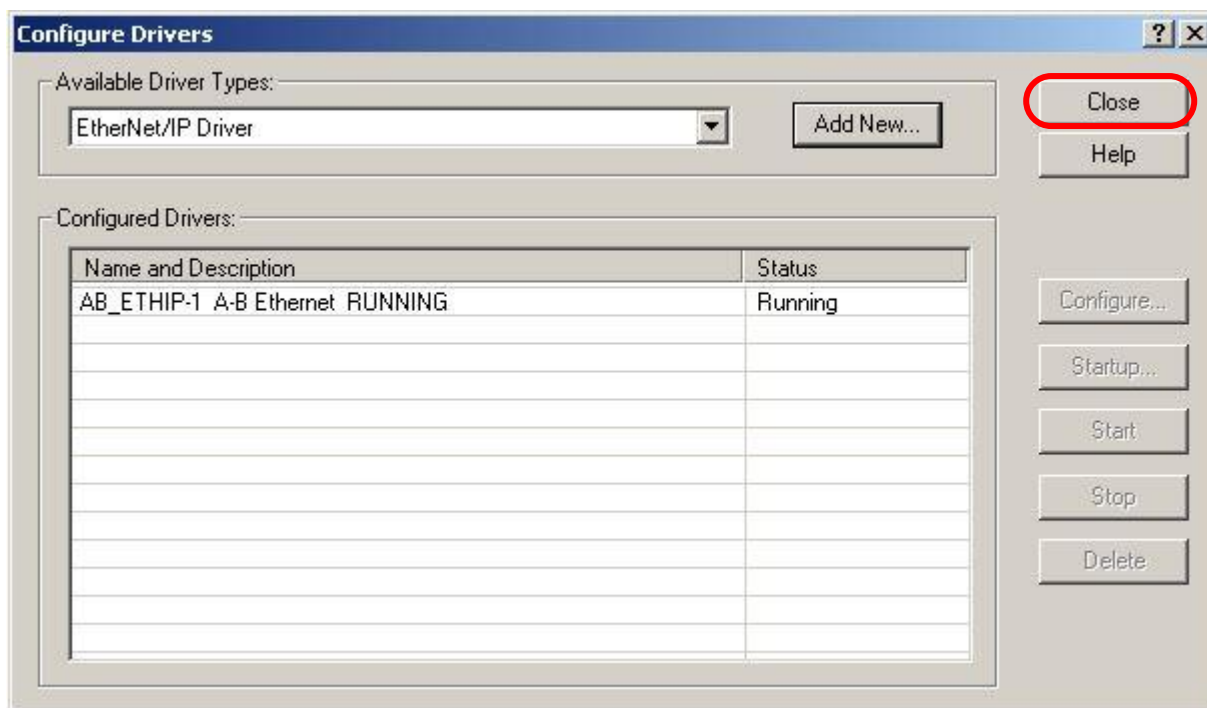 Configure Drivers
?
Available Driver Types:
EtherNet/IP Driver
Add New...
Close
Help
Configured Drivers:
Name and Description Status
AB_ETHIP-1 A-B Ethernet RUNNING Running
Configure...
Startup...
Start
Stop
Delete